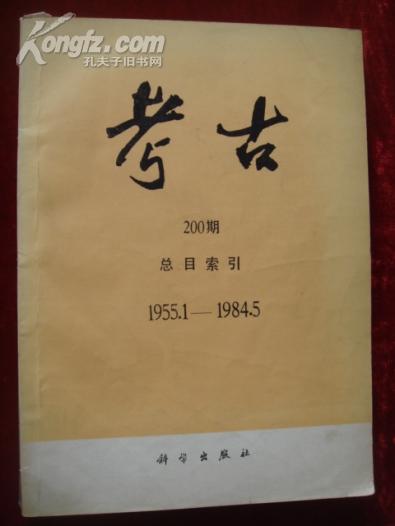 Kongfz.com
孔夫子旧书网
考古
200期
总目索引
1955.1—1984.5
科学出版社